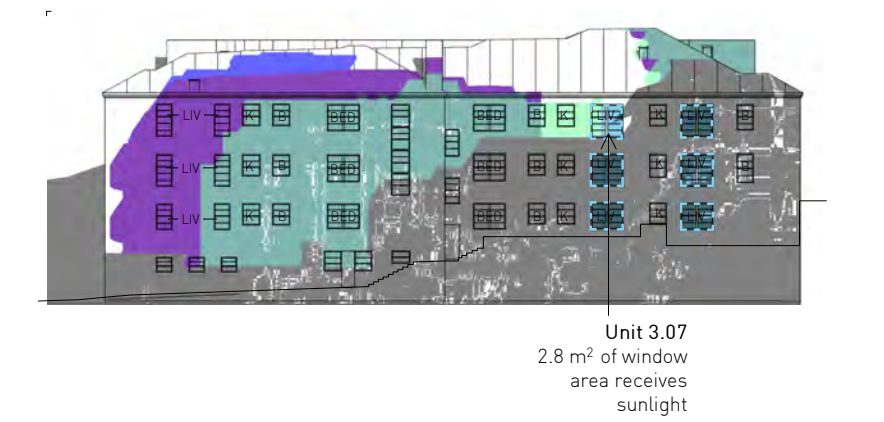 LIV K B BED BED B K LIV K LIV B
LIV K B BED BED B K LIV K LIV B
LIV K B BED BED B K LIV K LIV
Unit 3.07
2.8 m² of window
area receives
sunlight